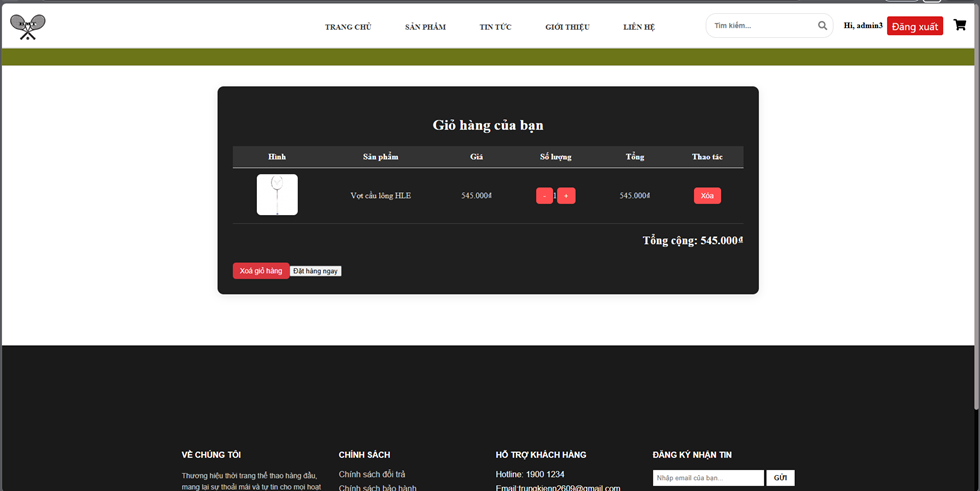 TRANG CHỦ SẢN PHẨM TIN TỨC GIỚI THIỆU LIÊN HỆ Tìm kiếm... Hi, admin3 Đăng xuất
Giỏ hàng của bạn
Hình Sản phẩm Giá Số lượng Tổng Thao tác
Vợt cầu lông HLE 545.000₫ - 1 + 545.000₫ Xóa
Tổng cộng: 545.000₫
Xoá giỏ hàng Đặt hàng ngay
VỀ CHÚNG TÔI CHÍNH SÁCH HỖ TRỢ KHÁCH HÀNG ĐĂNG KÝ NHẬN TIN
Thương hiệu thời trang thể thao hàng đầu, Chính sách đổi trả Hotline: 1900 1234 Nhập email của bạn... GỬI
mang lại sự thoải mái và tự tin cho mọi hoạt Chính sách bảo hành Email:trungkienn2609@gmail.com